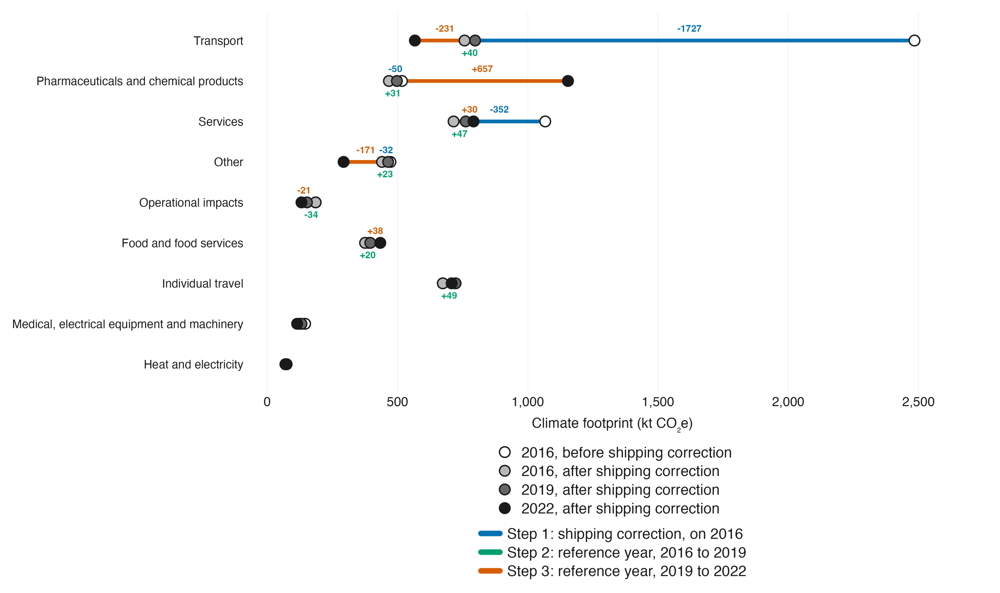 -231
-1727
Transport
+40
-50
+657
Pharmaceuticals and chemical products
+31
+30
-352
Services
+47
-171
-32
Other
+23
-21
Operational impacts
-34
+38
Food and food services
+20
Individual travel
+49
Medical, electrical equipment and machinery
Heat and electricity
0 500 1,000 1,500 2,000 2,500
Climate footprint (kt CO₂e)
2016, before shipping correction
2016, after shipping correction
2019, after shipping correction
2022, after shipping correction
Step 1: shipping correction, on 2016
Step 2: reference year, 2016 to 2019
Step 3: reference year, 2019 to 2022